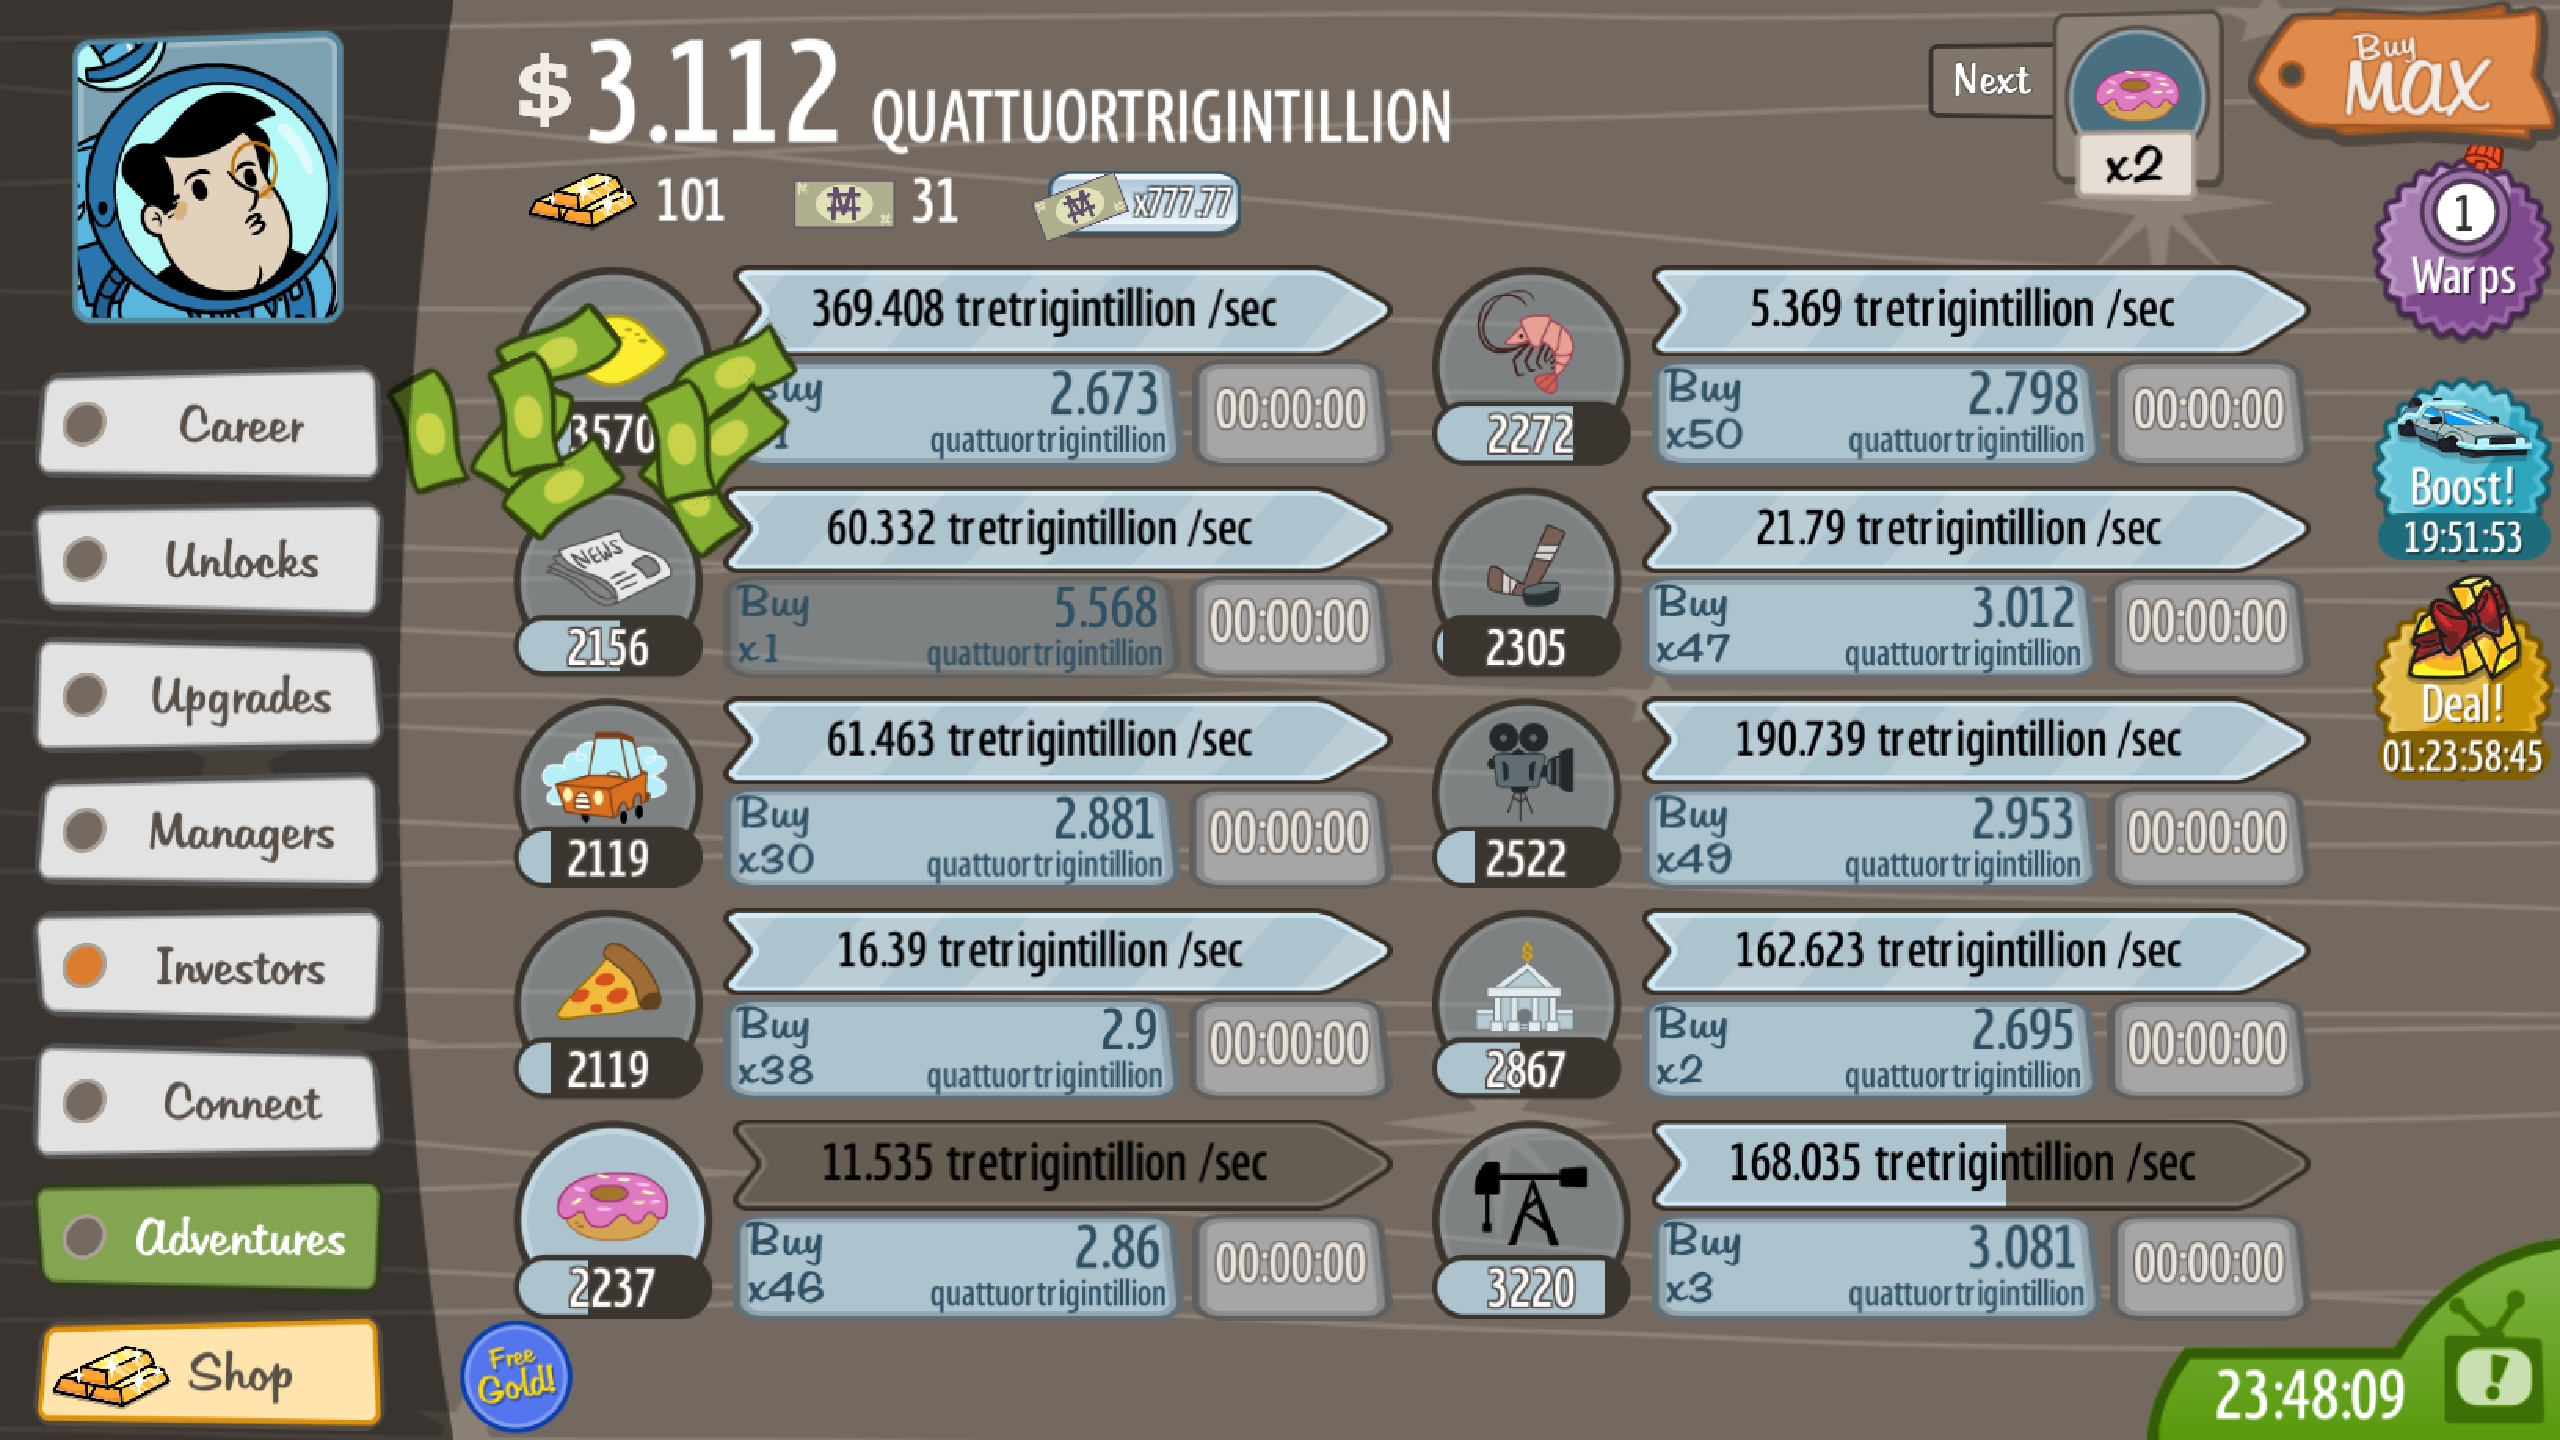 $3.112 QUATTUORTRIGINTILLION
101
31
x777.77
Next
x2
Buy
MAX
1
Warps
Boost!
19:51:53
Deal!
01:23:58:45
Career
Unlocks
Upgrades
Managers
Investors
Connect
Adventures
Shop
Free
Gold!
369.408 tretrigintillion /sec
3570
2.673
quattuortrigintillion
00:00:00
NEWS
60.332 tretrigintillion /sec
2156
Buy
x1
5.568
quattuortrigintillion
00:00:00
61.463 tretrigintillion /sec
2119
Buy
x30
2.881
quattuortrigintillion
00:00:00
16.39 tretrigintillion /sec
2119
Buy
x38
2.9
quattuortrigintillion
00:00:00
11.535 tretrigintillion /sec
2237
Buy
x46
2.86
quattuortrigintillion
00:00:00
5.369 tretrigintillion /sec
2272
Buy
x50
2.798
quattuortrigintillion
00:00:00
21.79 tretrigintillion /sec
2305
Buy
x47
3.012
quattuortrigintillion
00:00:00
190.739 tretrigintillion /sec
2522
Buy
x49
2.953
quattuortrigintillion
00:00:00
162.623 tretrigintillion /sec
2867
Buy
x2
2.695
quattuortrigintillion
00:00:00
168.035 tretrigintillion /sec
3220
Buy
x3
3.081
quattuortrigintillion
00:00:00
23:48:09